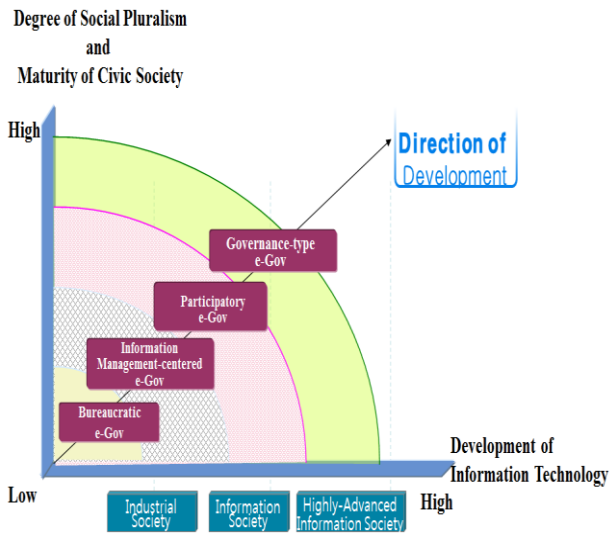 Degree of Social Pluralism
and
Maturity of Civic Society
High
Direction of
Development
Governance-type
e-Gov
Participatory
e-Gov
Information
Management-centered
e-Gov
Bureaucratic
e-Gov
Development of
Information Technology
Low
Industrial
Society
Information
Society
Highly-Advanced
Information Society
High